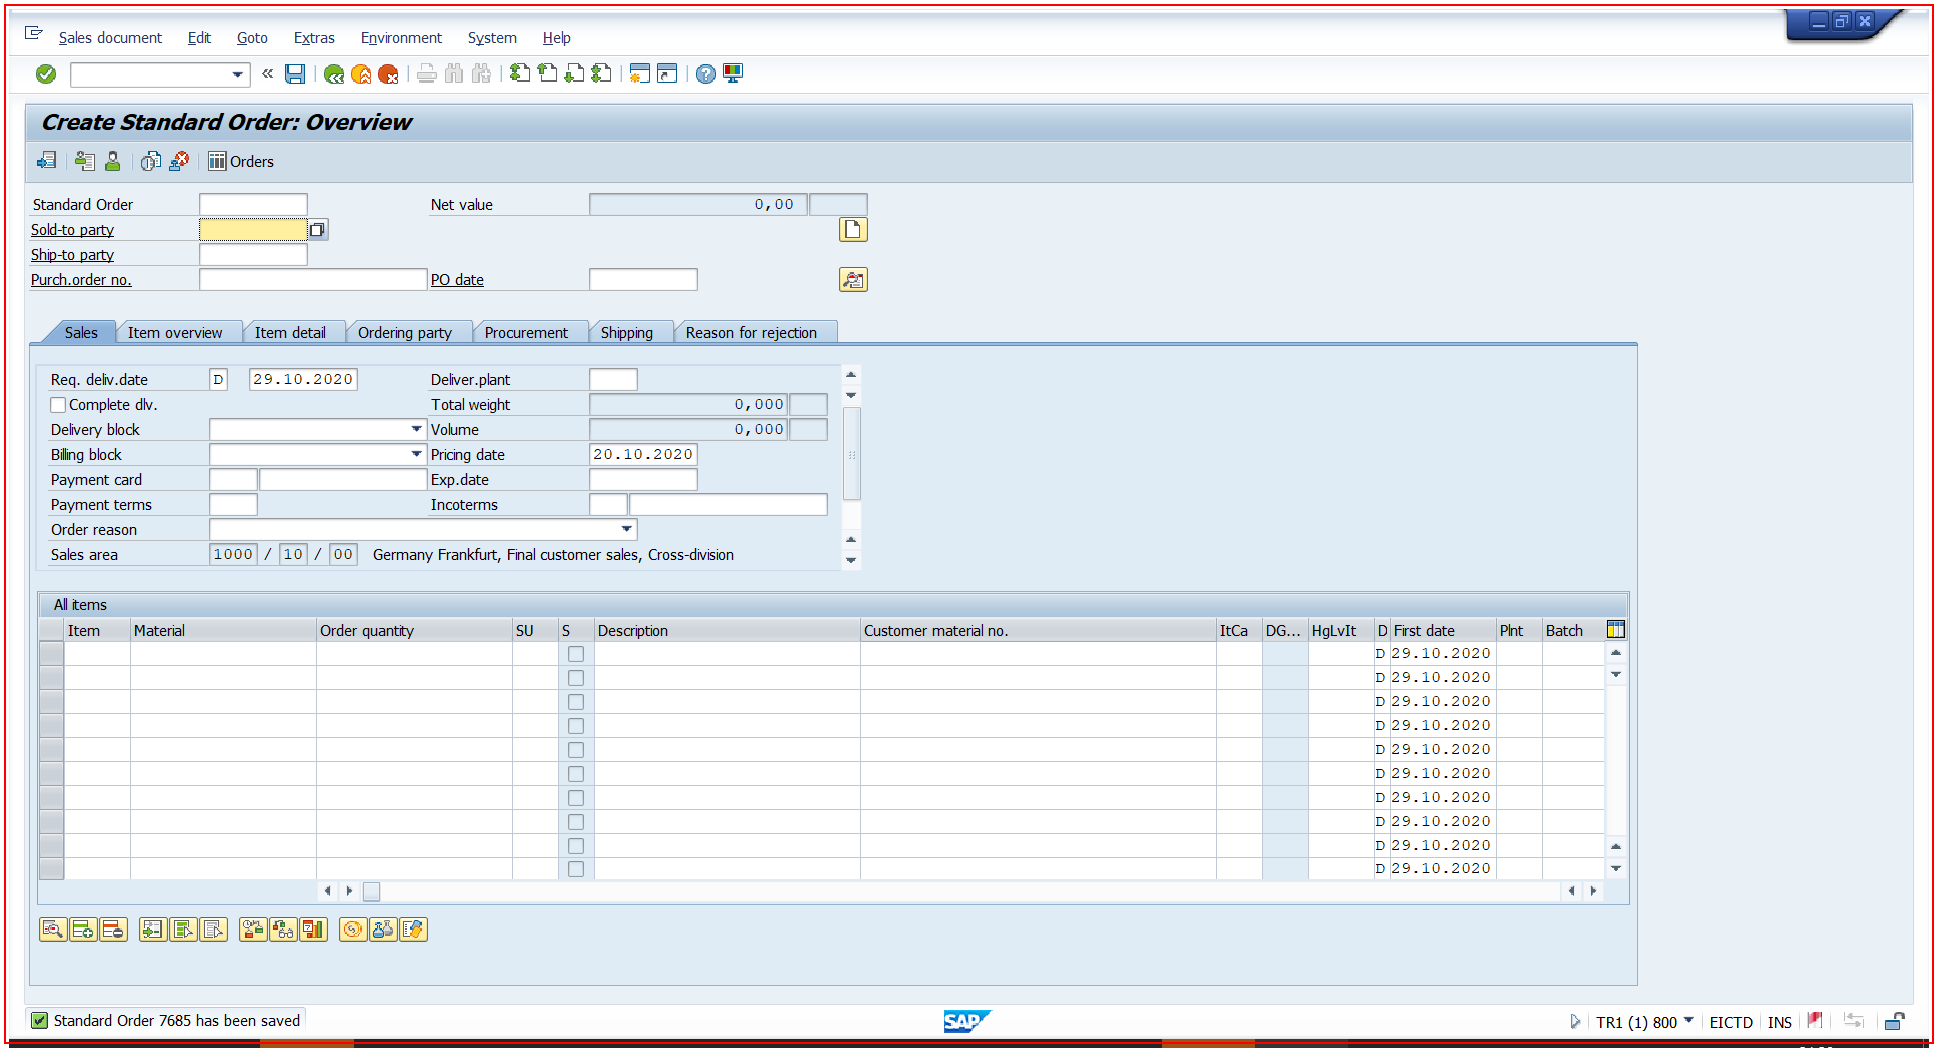 Sales document Edit Goto Extras Environment System Help
Create Standard Order: Overview
Orders
Standard Order Net value 0,00
Sold-to party
Ship-to party
Purch.order no. PO date
Sales Item overview Item detail Ordering party Procurement Shipping Reason for rejection
Req. deliv.date D 29.10.2020 Deliver.plant
Complete dlv. Total weight 0,000
Delivery block Volume 0,000
Billing block Pricing date 20.10.2020
Payment card Exp.date
Payment terms Incoterms
Order reason
Sales area 1000 / 10 / 00 Germany Frankfurt, Final customer sales, Cross-division
All items
Item Material Order quantity SU S Description Customer material no. ItCa DG... HgLvIt D First date Plnt Batch
D 29.10.2020
D 29.10.2020
D 29.10.2020
D 29.10.2020
D 29.10.2020
D 29.10.2020
D 29.10.2020
D 29.10.2020
D 29.10.2020
D 29.10.2020
Standard Order 7685 has been saved SAP TR1 (1) 800 EICTD INS